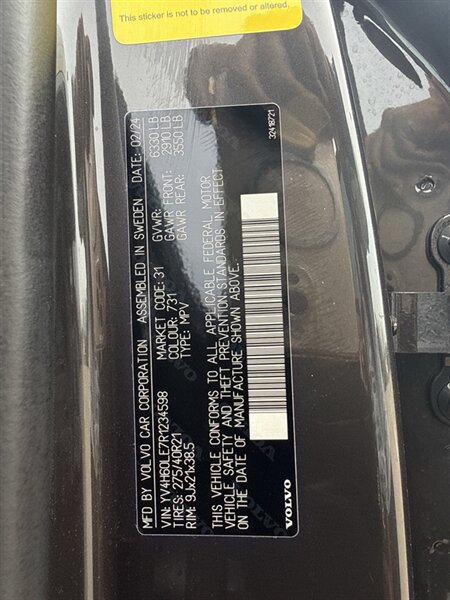 This sticker is not to be removed or altered.
MFD BY VOLVO CAR CORPORATION ASSEMBLED IN SWEDEN DATE: 02/24
VIN: YV4H60LE7R1234598 MARKET CODE: 31 GVWR: 6330 LB
TIRES: 275/40R21 COLOUR: 731 GAWR FRONT: 2910 LB
RIM: 9Jx21x38.5 TYPE: MPV GAWR REAR: 3550 LB
THIS VEHICLE CONFORMS TO ALL APPLICABLE FEDERAL MOTOR
VEHICLE SAFETY AND THEFT PREVENTION STANDARDS IN EFFECT
ON DATE OF MANUFACTURE SHOWN ABOVE.
VOLVO
32418721